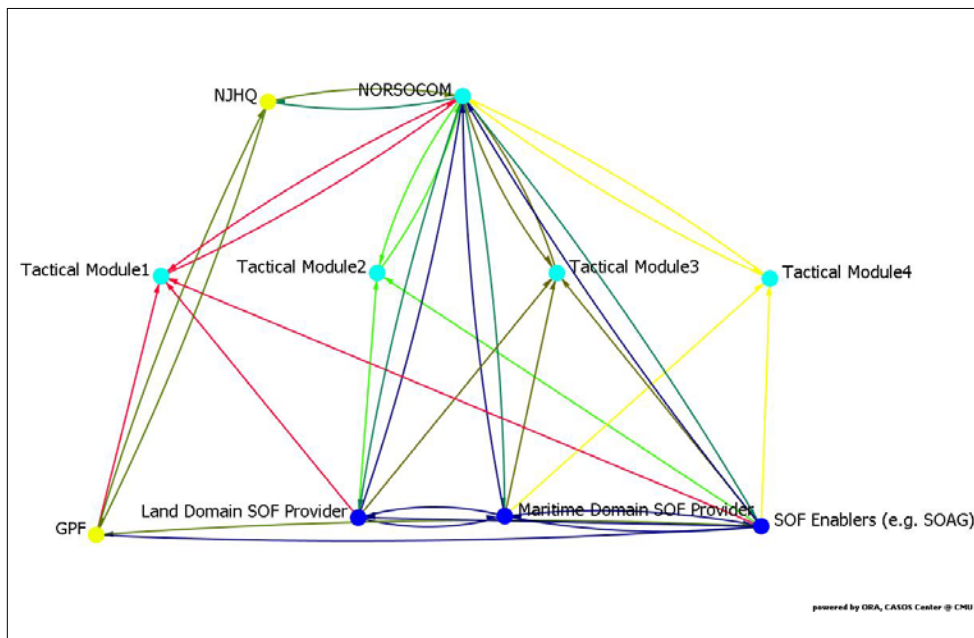 NJHQ
NORSOCOM
Tactical Module1
Tactical Module2
Tactical Module3
Tactical Module4
Land Domain SOF Provider
Maritime Domain SOF Provider
SOF Enablers (e.g. SOAG)
GPF
powered by ORA, CASOS Center @ CMU